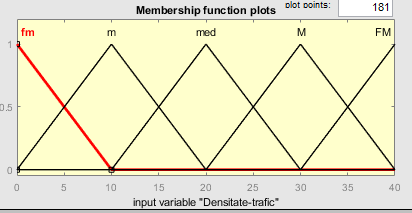 Membership function plots plot points: 181
fm m med M FM
1
0.5
0
0 5 10 15 20 25 30 35 40
input variable "Densitate-trafic"